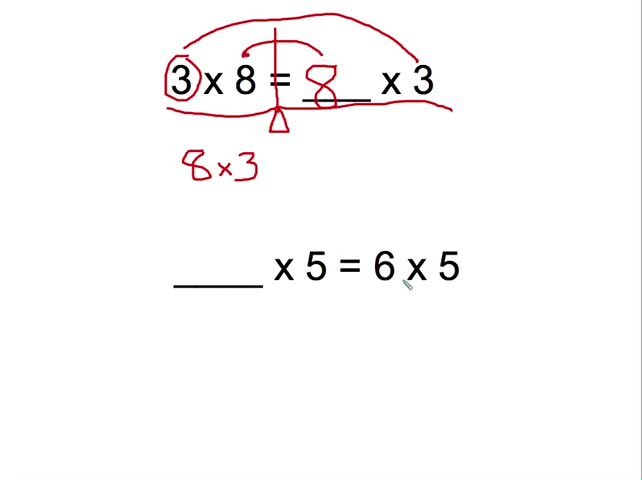 3 x 8 = 8 x 3
8 x 3
____ x 5 = 6 x 5